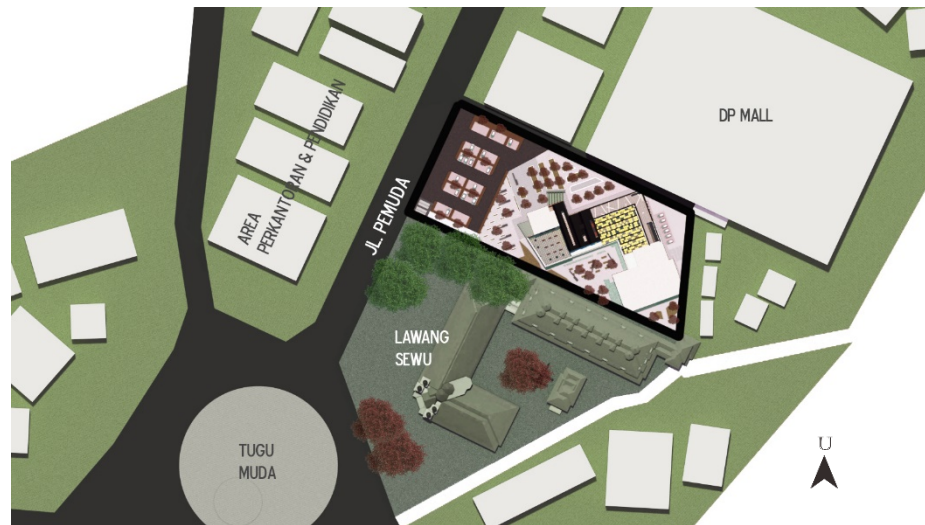 DP MALL
AREA
PERKANTORAN & PENDIDIKAN
JL. PEMUDA
LAWANG
SEWU
TUGU
MUDA
U